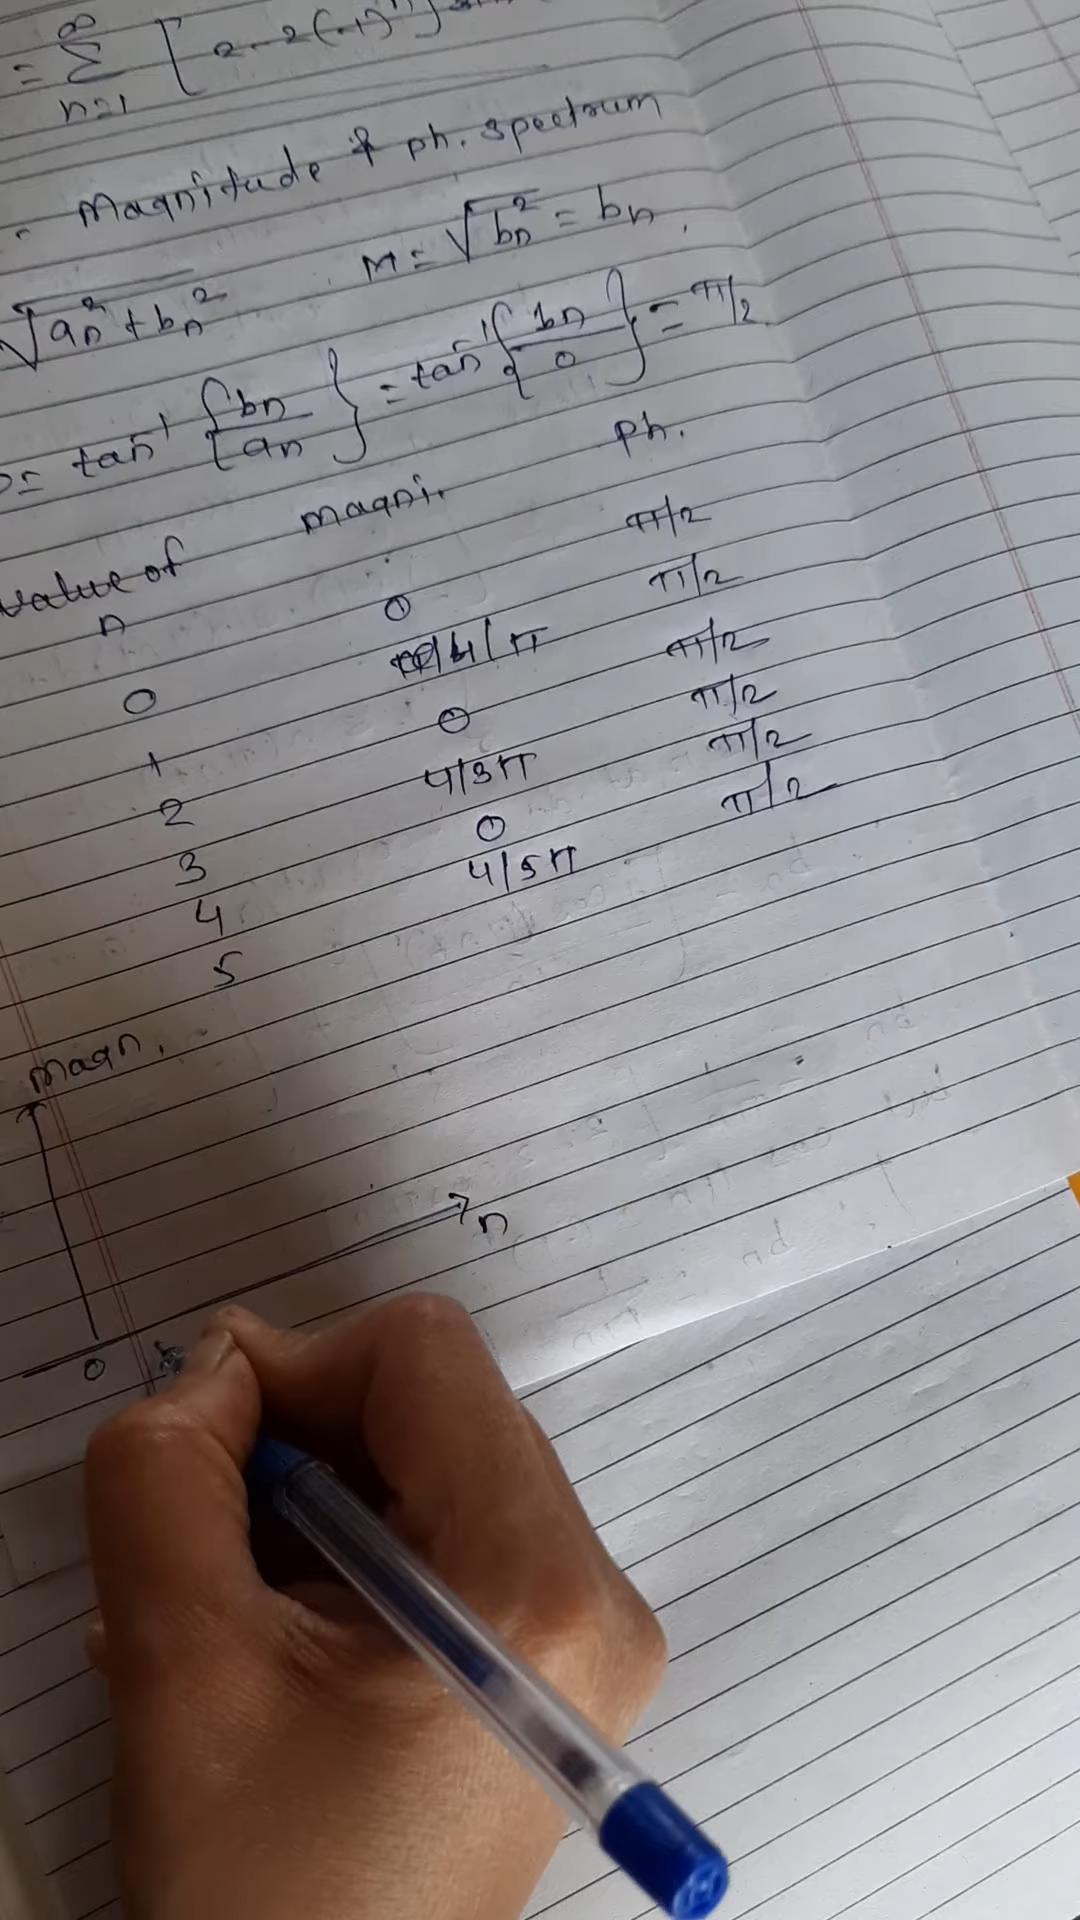 ∞
= Σ [ 2-2(-1)ⁿ ]
n=1
Magnitude & ph. spectrum
√an² + bn² M = √bn² = bn
= tan⁻¹ { bn / an } = tan⁻¹ { bn / 0 } = π/2
value of n magni. ph.
0 0 π/2
1 4/π π/2
2 0 π/2
3 4/3π π/2
4 0 π/2
5 4/5π π/2
magn.
n
0